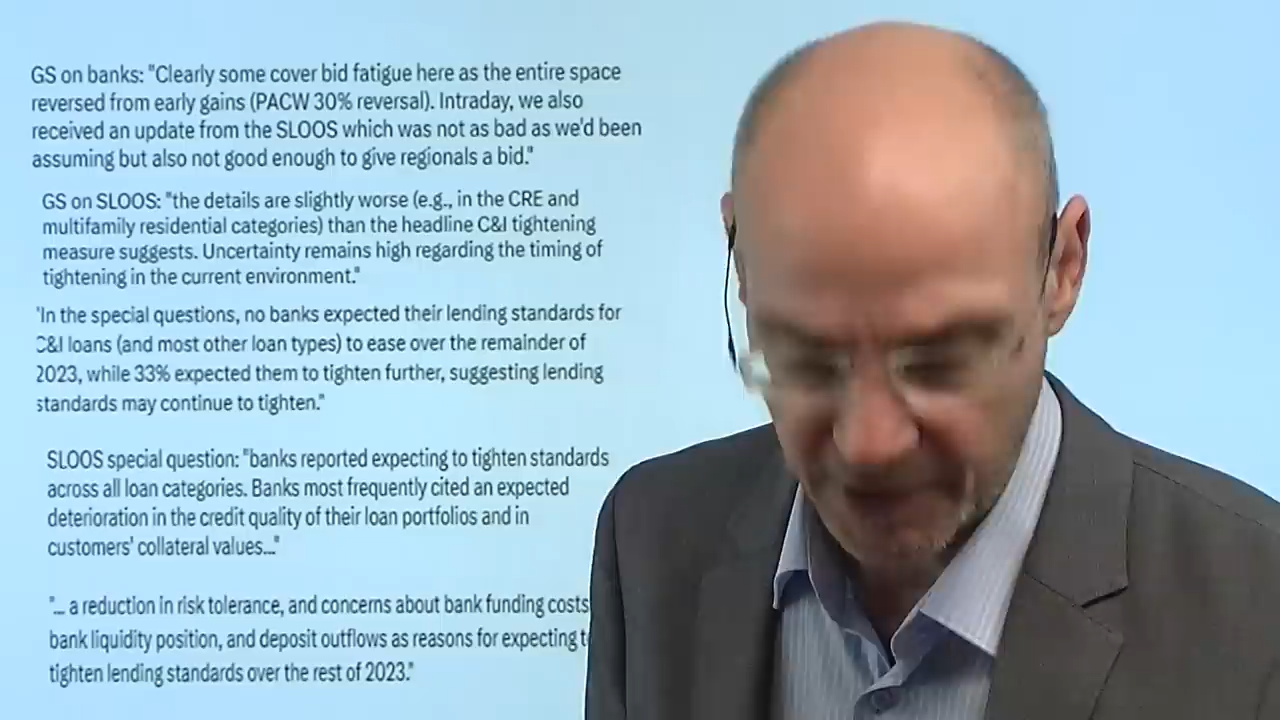 GS on banks: "Clearly some cover bid fatigue here as the entire space
reversed from early gains (PACW 30% reversal). Intraday, we also
received an update from the SLOOS which was not as bad as we'd been
assuming but also not good enough to give regionals a bid."
GS on SLOOS: "the details are slightly worse (e.g., in the CRE and
multifamily residential categories) than the headline C&I tightening
measure suggests. Uncertainty remains high regarding the timing of
tightening in the current environment."
'In the special questions, no banks expected their lending standards for
C&I loans (and most other loan types) to ease over the remainder of
2023, while 33% expected them to tighten further, suggesting lending
standards may continue to tighten."
SLOOS special question: "banks reported expecting to tighten standards
across all loan categories. Banks most frequently cited an expected
deterioration in the credit quality of their loan portfolios and in
customers' collateral values..."
"... a reduction in risk tolerance, and concerns about bank funding costs
bank liquidity position, and deposit outflows as reasons for expecting
tighten lending standards over the rest of 2023."